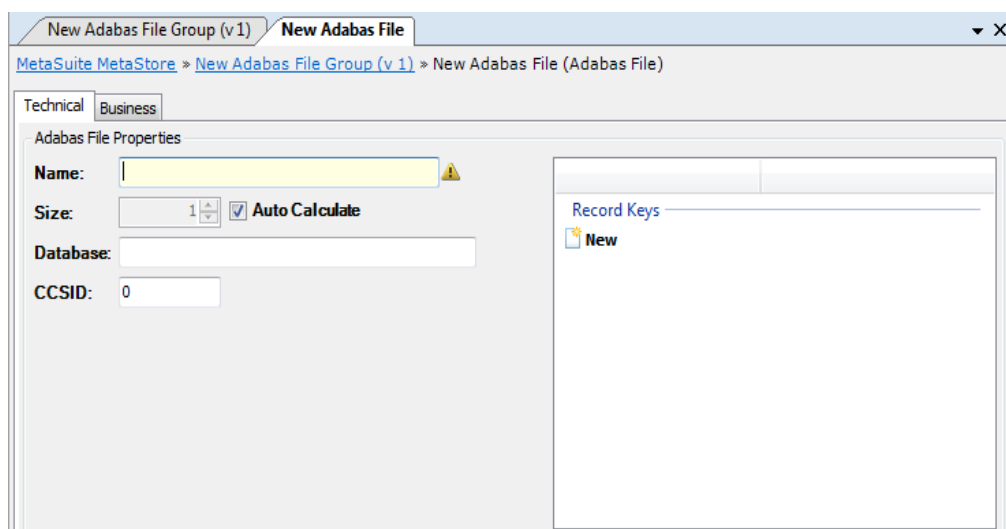 New Adabas File Group (v 1) New Adabas File
MetaSuite MetaStore » New Adabas File Group (v 1) » New Adabas File (Adabas File)
Technical Business
Adabas File Properties
Name:
Size: 1 Auto Calculate
Database:
CCSID: 0
Record Keys
New